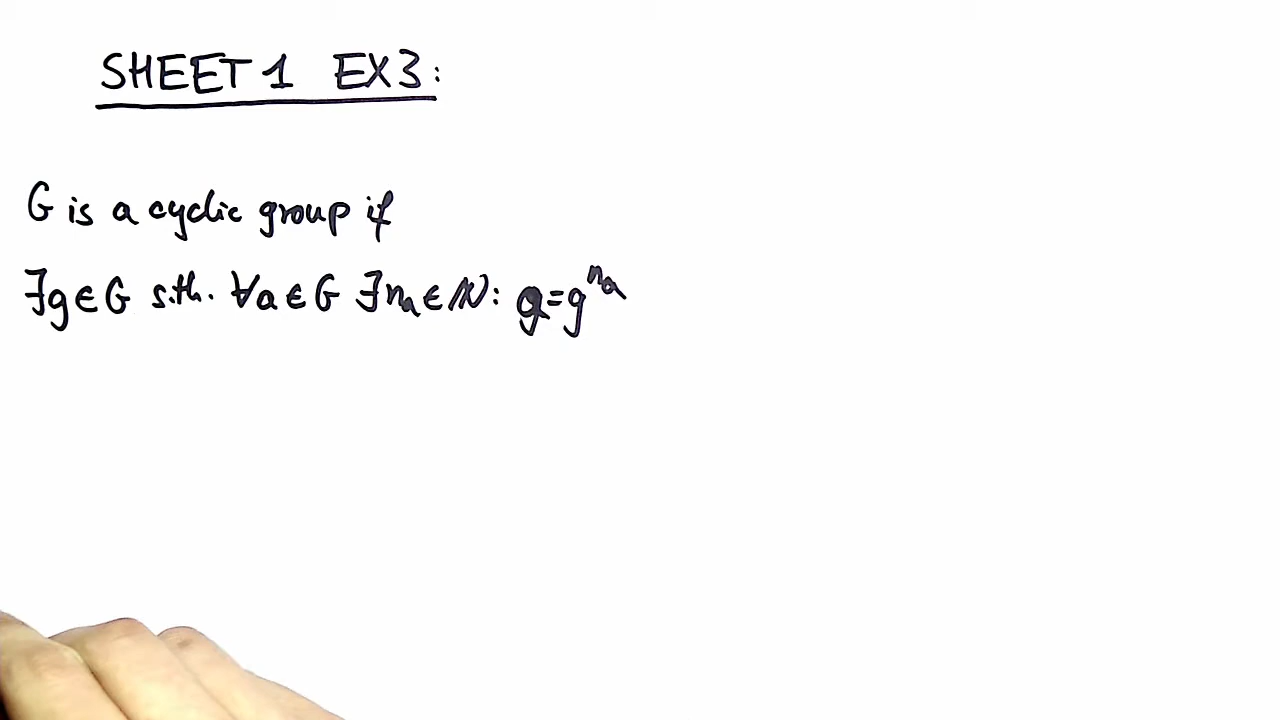 SHEET 1 EX3:
G is a cyclic group if
∃g∈G s.th. ∀a∈G ∃nₐ∈ℕ: a=g^nₐ